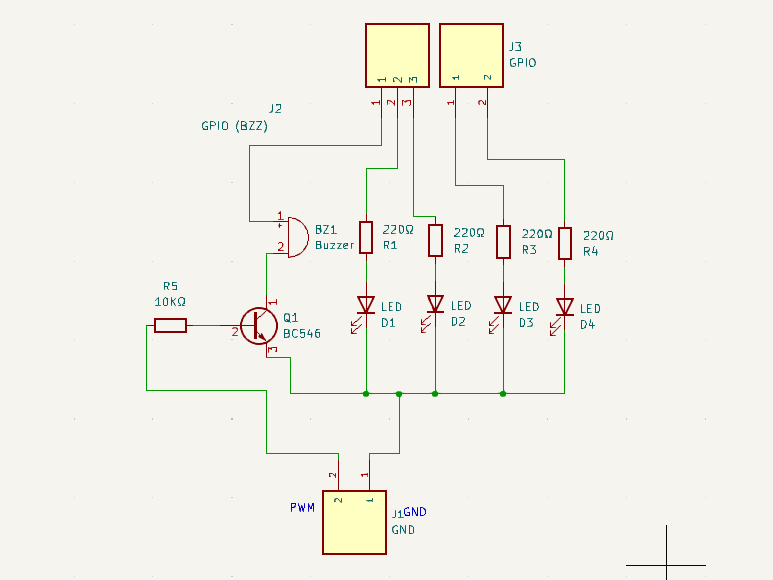 1 2 3
1 2
J3
GPIO
1 2 3
1 2
J2
GPIO (BZZ)
1
+
2
BZ1
Buzzer
220Ω
R1
220Ω
R2
220Ω
R3
220Ω
R4
R5
10KΩ
1
2
3
Q1
BC546
LED
D1
LED
D2
LED
D3
LED
D4
2 1
2 1
PWM
J1
GND
GND